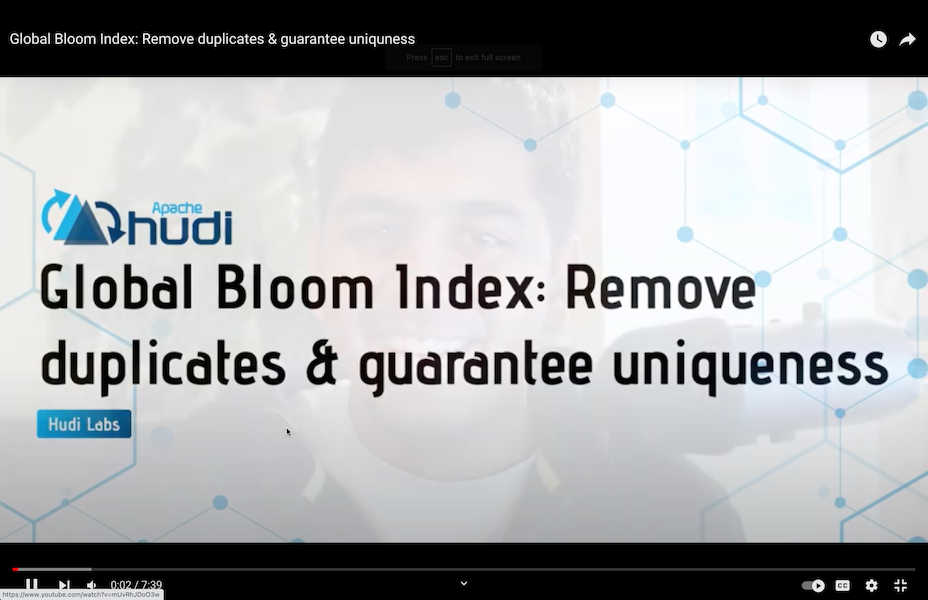 Global Bloom Index: Remove duplicates & guarantee uniquness
Press esc to exit full screen
Apache
hudi
Global Bloom Index: Remove
duplicates & guarantee uniqueness
Hudi Labs
0:02 / 7:39
CC
https://www.youtube.com/watch?v=mUvRhJDoO3w